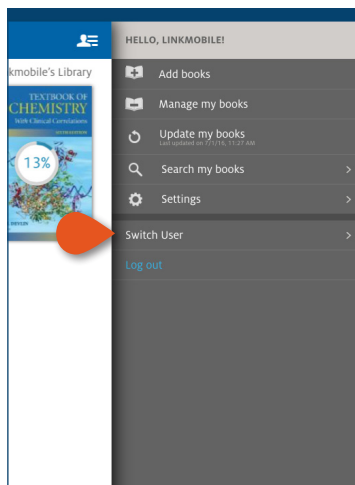 HELLO, LINKMOBILE!
kmobile's Library
TEXTBOOK OF
CHEMISTRY
With Clinical Correlations
13%
Add books
Manage my books
Update my books
Last updated on 7/1/16, 11:27 AM
Search my books
Settings
Switch User
Log out